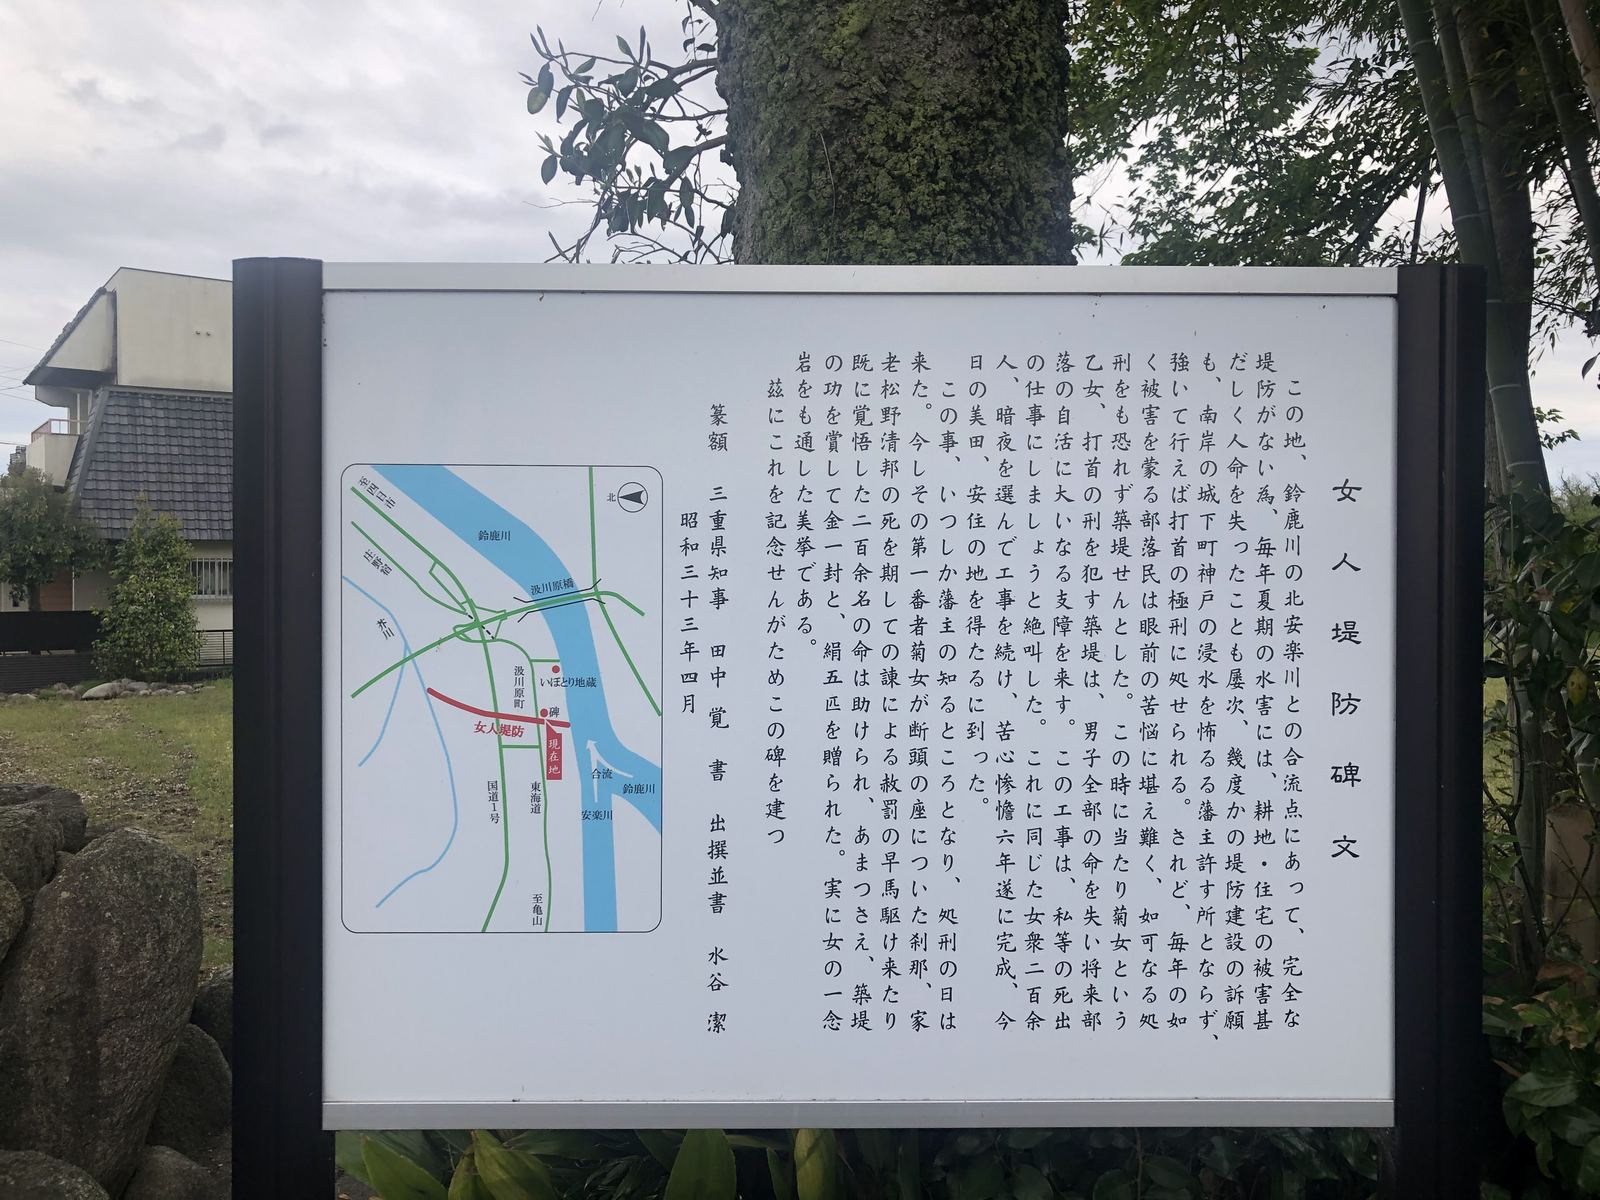 女人堤防碑文
この地、鈴鹿川の北安楽川との合流点にあって、完全な
堤防がない為、毎年夏期の水害には、耕地・住宅の被害甚
だしく人命を失ったことも屡次、幾度かの堤防建設の訴願
も、南岸の城下町神戸の浸水を怖るる藩主許す所とならず、
強いて行えば打首の極刑に処せられる。されど、毎年の如
く被害を蒙る部落民は眼前の苦悩に堪え難く、如可なる処
刑をも恐れず築堤せんとした。この時に当たり菊女という
乙女、打首の刑を犯す築堤は、男子全部の命を失い将来部
落の自活に大いなる支障を来す。この工事は、私等の死出
の仕事にしましょうと絶叫した。これに同じた女衆二百余
人、暗夜を選んで工事を続け、苦心惨憺六年遂に完成、今
日の美田、安住の地を得たるに到った。
この事、いつしか藩主の知るところとなり、処刑の日は
来た。今しその第一番者菊女が断頭の座についた刹那、家
老松野清邦の死を期しての諫による赦罰の早馬駆け来たり
既に覚悟した二百余名の命は助けられ、あまつさえ、築堤
の功を賞して金一封と、絹五匹を贈られた。実に女の一念
岩をも通した美挙である。
茲にこれを記念せんがためこの碑を建つ
篆額 三重県知事 田中覚 書 出撰並書 水谷 潔
昭和三十三年四月
北
至四日市
庄野宿
鈴鹿川
汲川原橋
芥川
汲川原町
いぼとり地蔵
碑
女人堤防
現在地
合流
鈴鹿川
安楽川
国道1号
東海道
至亀山